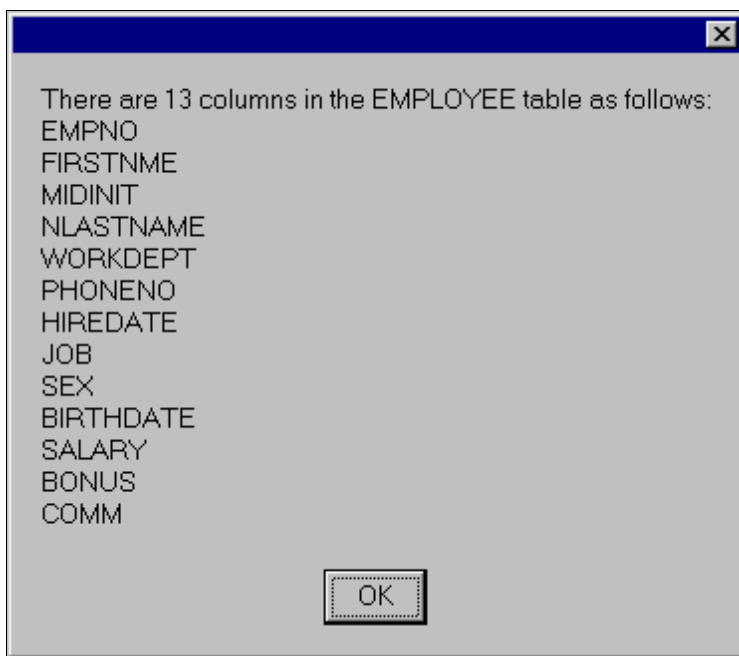 There are 13 columns in the EMPLOYEE table as follows:
EMPNO
FIRSTNME
MIDINIT
NLASTNAME
WORKDEPT
PHONENO
HIREDATE
JOB
SEX
BIRTHDATE
SALARY
BONUS
COMM
OK